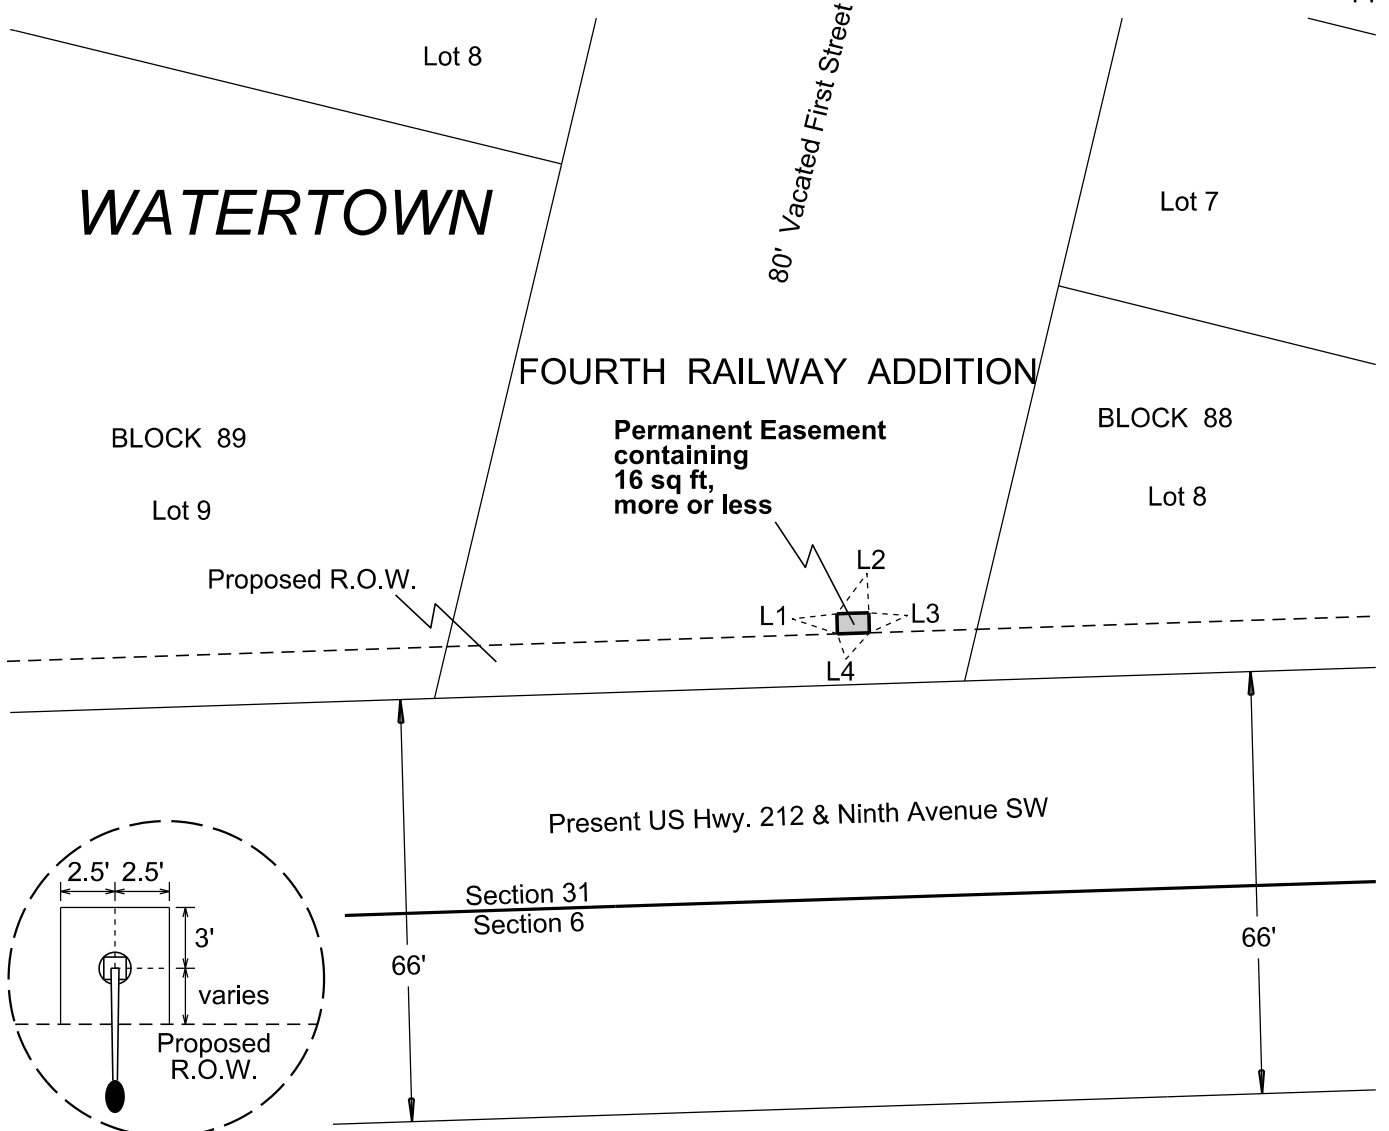 Lot 8
80' Vacated First Street
WATERTOWN
Lot 7
FOURTH RAILWAY ADDITION
BLOCK 89
Permanent Easement
containing
16 sq ft,
more or less
BLOCK 88
Lot 9
Lot 8
Proposed R.O.W.
L2
L1
L3
L4
Present US Hwy. 212 & Ninth Avenue SW
2.5' 2.5'
Section 31
Section 6
3'
66'
66'
varies
Proposed
R.O.W.